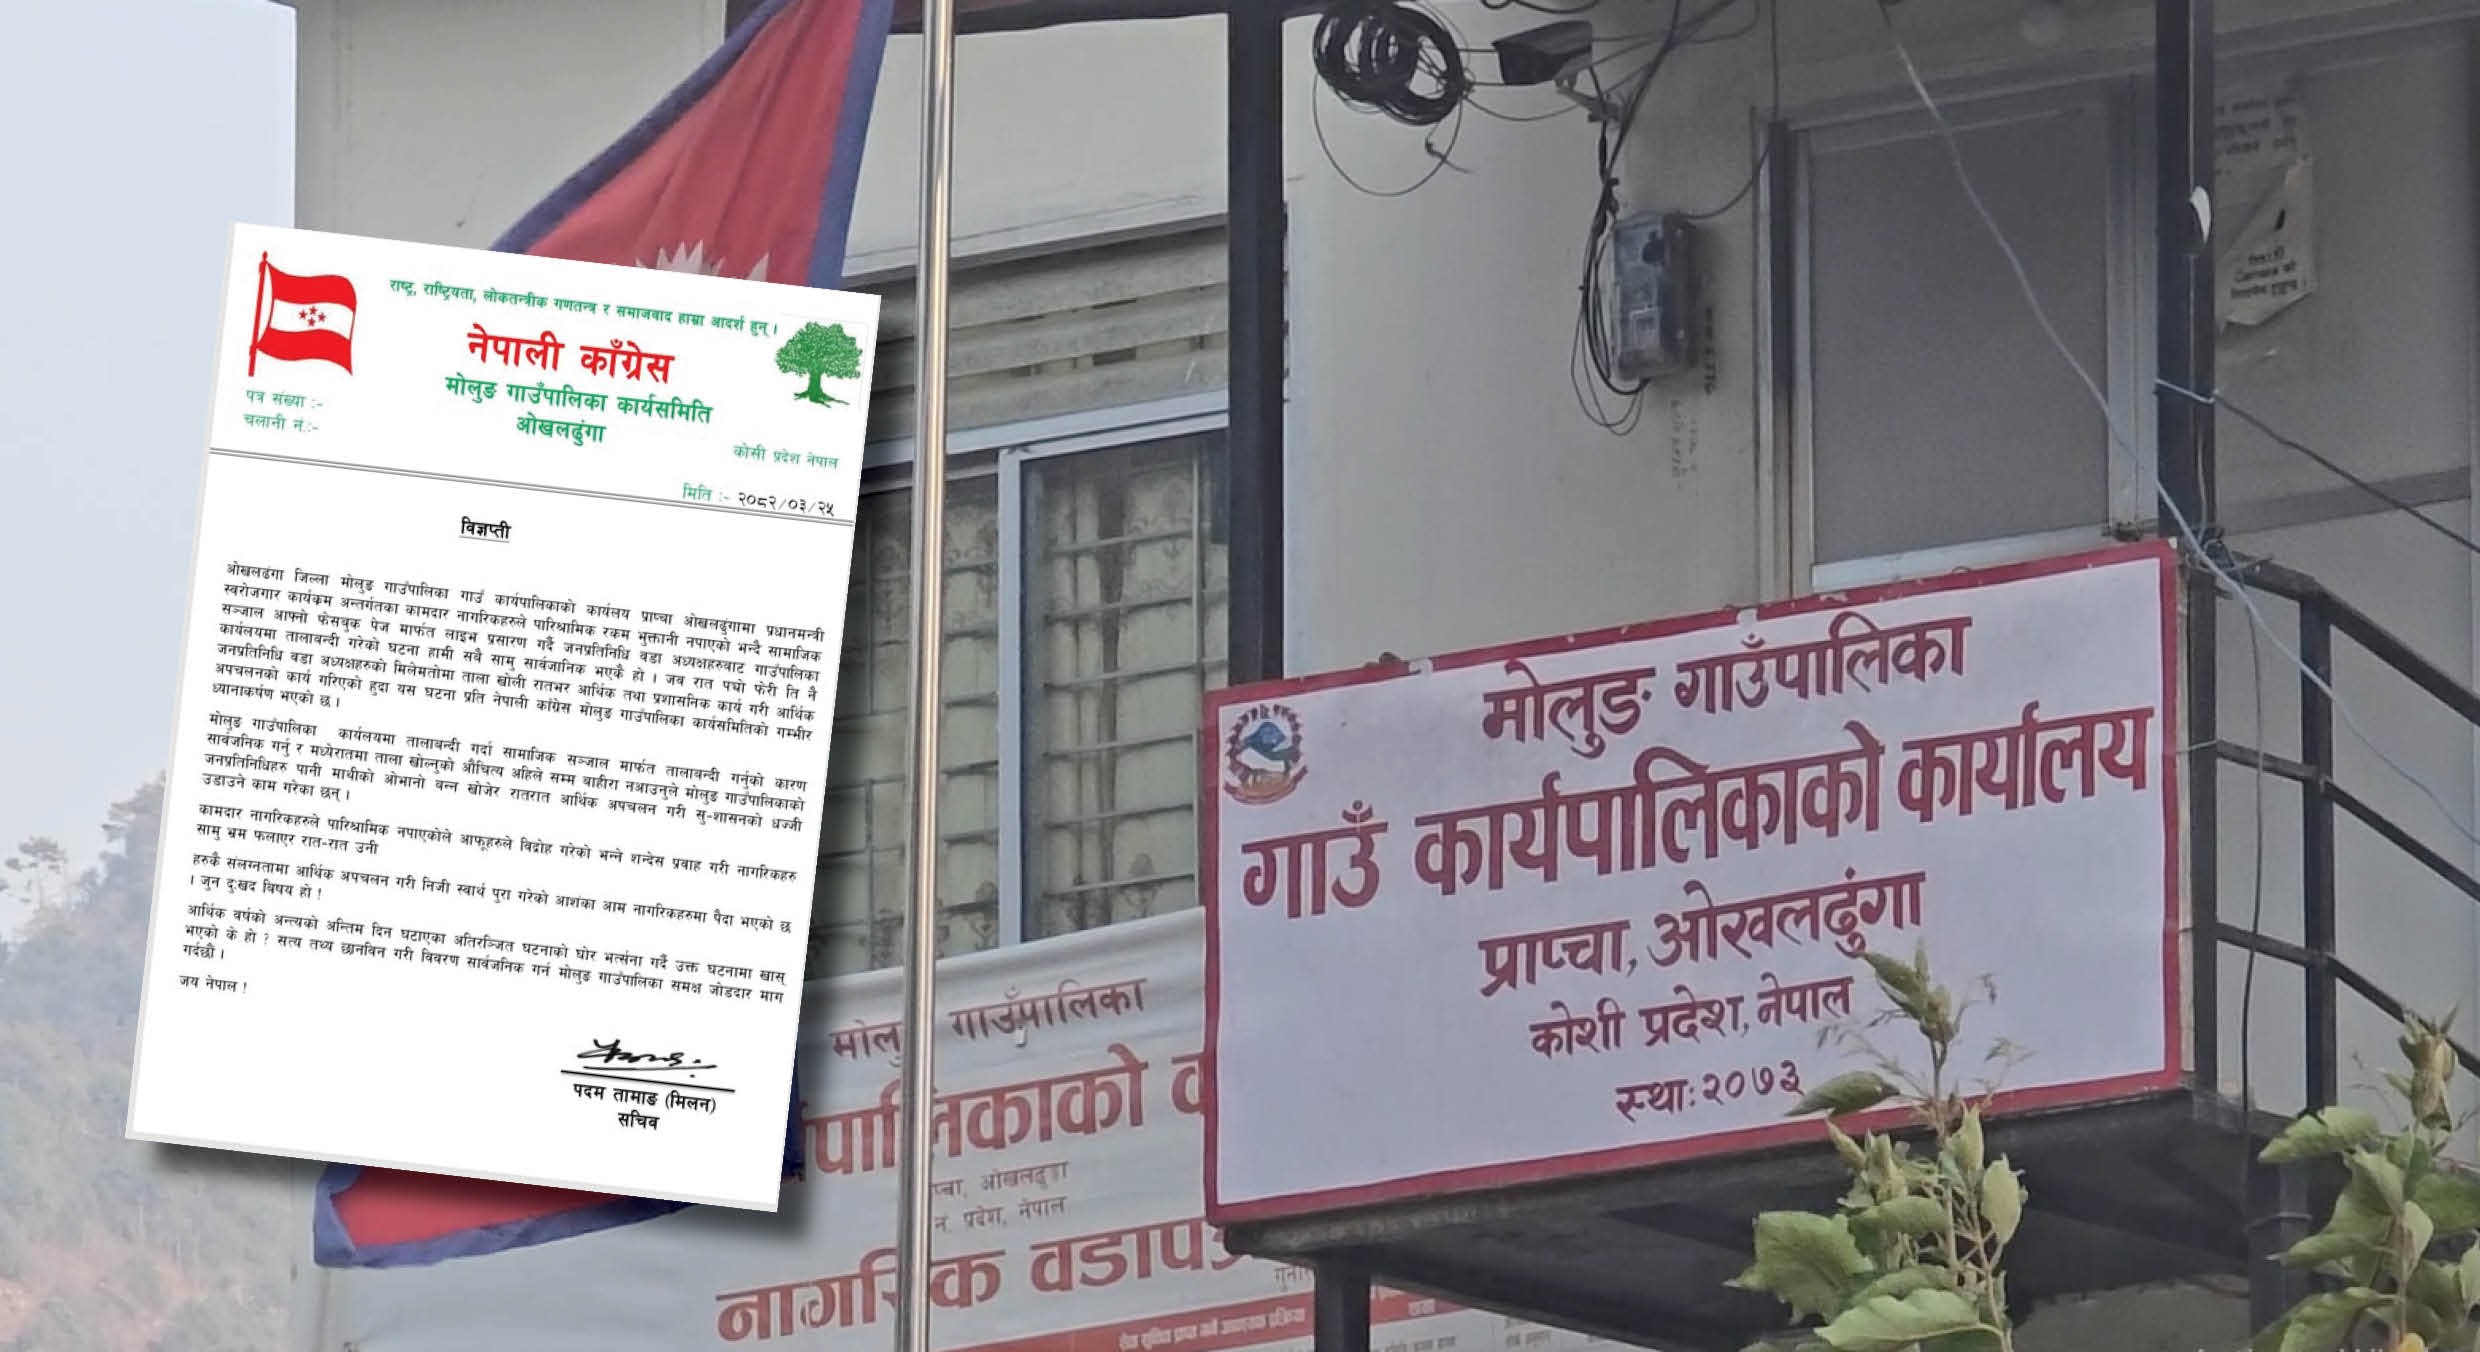 राष्ट्र, राष्ट्रियता, लोकतन्त्रीक गणतन्त्र र समाजवाद हाम्रा आदर्श हुन् ।
नेपाली काँग्रेस
मोलुङ गाउँपालिका कार्यसमिति
ओखलढुंगा
पत्र संख्या :-
चलानी नं.:-
कोसी प्रदेश नेपाल
मिति :- २०८२/०३/२५
विज्ञप्ती
ओखलढंगा जिल्ला मोलुङ गाउँपालिका गाउँ कार्यपालिकाको कार्यलय प्राप्चा ओखलढुंगामा प्रधानमन्त्री
स्वरोजगार कार्यक्रम अन्तर्गतका कामदार नागरिकहरुले पारिश्रामिक रकम भुक्तानी नपाएको भन्दै सामाजिक
सञ्जाल आफ्नो फेसबुक पेज मार्फत लाइभ प्रसारण गर्दै जनप्रतिनिधि वडा अध्यक्षहरुवाट गाउँपालिका
कार्यलयमा तालाबन्दी गरेको घटना हामी सवै सामु सार्वजानिक भएकै हो । जव रात पर्‍यो फेरी ति नै
जनप्रतिनिधि वडा अध्यक्षहरुको मिलेमतोमा ताला खोली रातभर आर्थिक तथा प्रशासनिक कार्य गरी आर्थिक
अपचलनको कार्य गरिएको हुदा यस घटना प्रति नेपाली कांग्रेस मोलुङ गाउँपालिका कार्यसमितिको गम्भीर
ध्यानाकर्षण भएको छ ।
मोलुङ गाउँपालिका कार्यलयमा तालाबन्दी गर्दा सामाजिक सञ्जाल मार्फत तालाबन्दी गर्नुको कारण
सार्वजनिक गर्नु र मध्येरातमा ताला खोल्नुको औचित्य अहिले सम्म बाहीरा नआउनुले मोलुङ गाउँपालिकाको
जनप्रतिनिधिहरु पानी माथीको ओभानो वन्न खोजेर रातरात आर्थिक अपचलन गरी सु-शासनको धज्जी
उडाउने काम गरेका छन् ।
कामदार नागरिकहरुले पारिश्रामिक नपाएकोले आफूहरुले विद्रोह गरेको भन्ने शन्देस प्रवाह गरी नागरिकहरु
सामु भ्रम फलाएर रात-रात उनी
हरुकै संलग्नतामा आर्थिक अपचलन गरी निजी स्वार्थ पुरा गरेको आशंका आम नागरिकहरुमा पैदा भएको छ
। जुन दुःखद विषय हो !
आर्थिक वर्षको अन्त्यको अन्तिम दिन घटाएका अतिरञ्जित घटनाको घोर भर्त्सना गर्दै उक्त घटनामा खास्
भएको के हो ? सत्य तथ्य छानविन गरी विवरण सार्वजनिक गर्न मोलुङ गाउँपालिका समक्ष जोडदार माग
गर्दछौं ।
जय नेपाल !
पदम तामाङ (मिलन)
सचिव
मोलुङ गाउँपालिका
गाउँ कार्यपालिकाको कार्यालय
प्राप्चा, ओखलढुंगा
कोशी प्रदेश, नेपाल
स्था: २०७३
गाउँपालिका
ओखलढुङ्गा
प्रदेश, नेपाल
नागरिक वडापत्र